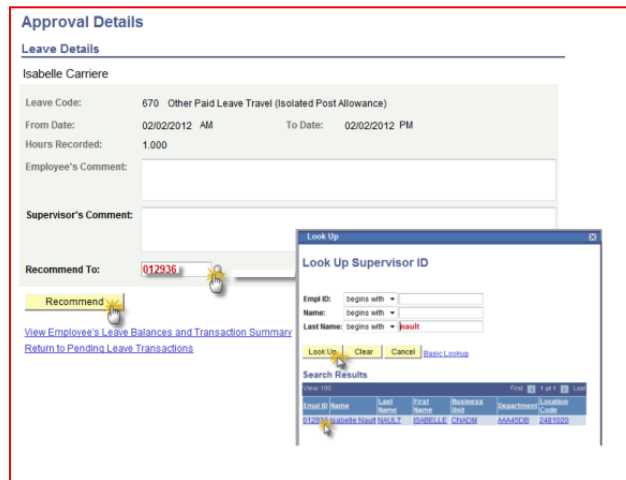 Approval Details
Leave Details
Isabelle Carriere
Leave Code: 670 Other Paid Leave Travel (Isolated Post Allowance)
From Date: 02/02/2012 AM To Date: 02/02/2012 PM
Hours Recorded: 1.000
Employee's Comment:
Supervisor's Comment:
Recommend To: 012936
Recommend
View Employee's Leave Balances and Transaction Summary
Return to Pending Leave Transactions
Look Up
Look Up Supervisor ID
Empl ID: begins with
Name: begins with
Last Name: begins with nault
Look Up Clear Cancel Basic Lookup
Search Results
View 100 First 1 of 1 Last
Empl ID Name Last Name First Name Business Unit Department Location Code
012936 Isabelle Nault NAULT ISABELLE CNADM AAA45DB 2481020